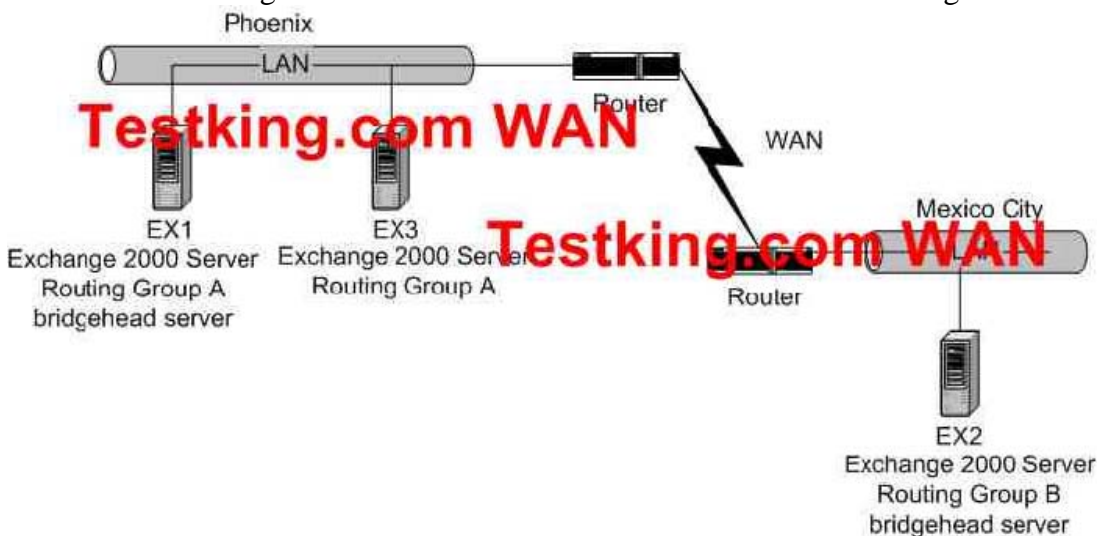 Phoenix
LAN
Router
Testking.com WAN
WAN
EX1
Exchange 2000 Server
Routing Group A
bridgehead server
EX3
Exchange 2000 Server
Routing Group A
Mexico City
Testking.com WAN
Router
EX2
Exchange 2000 Server
Routing Group B
bridgehead server